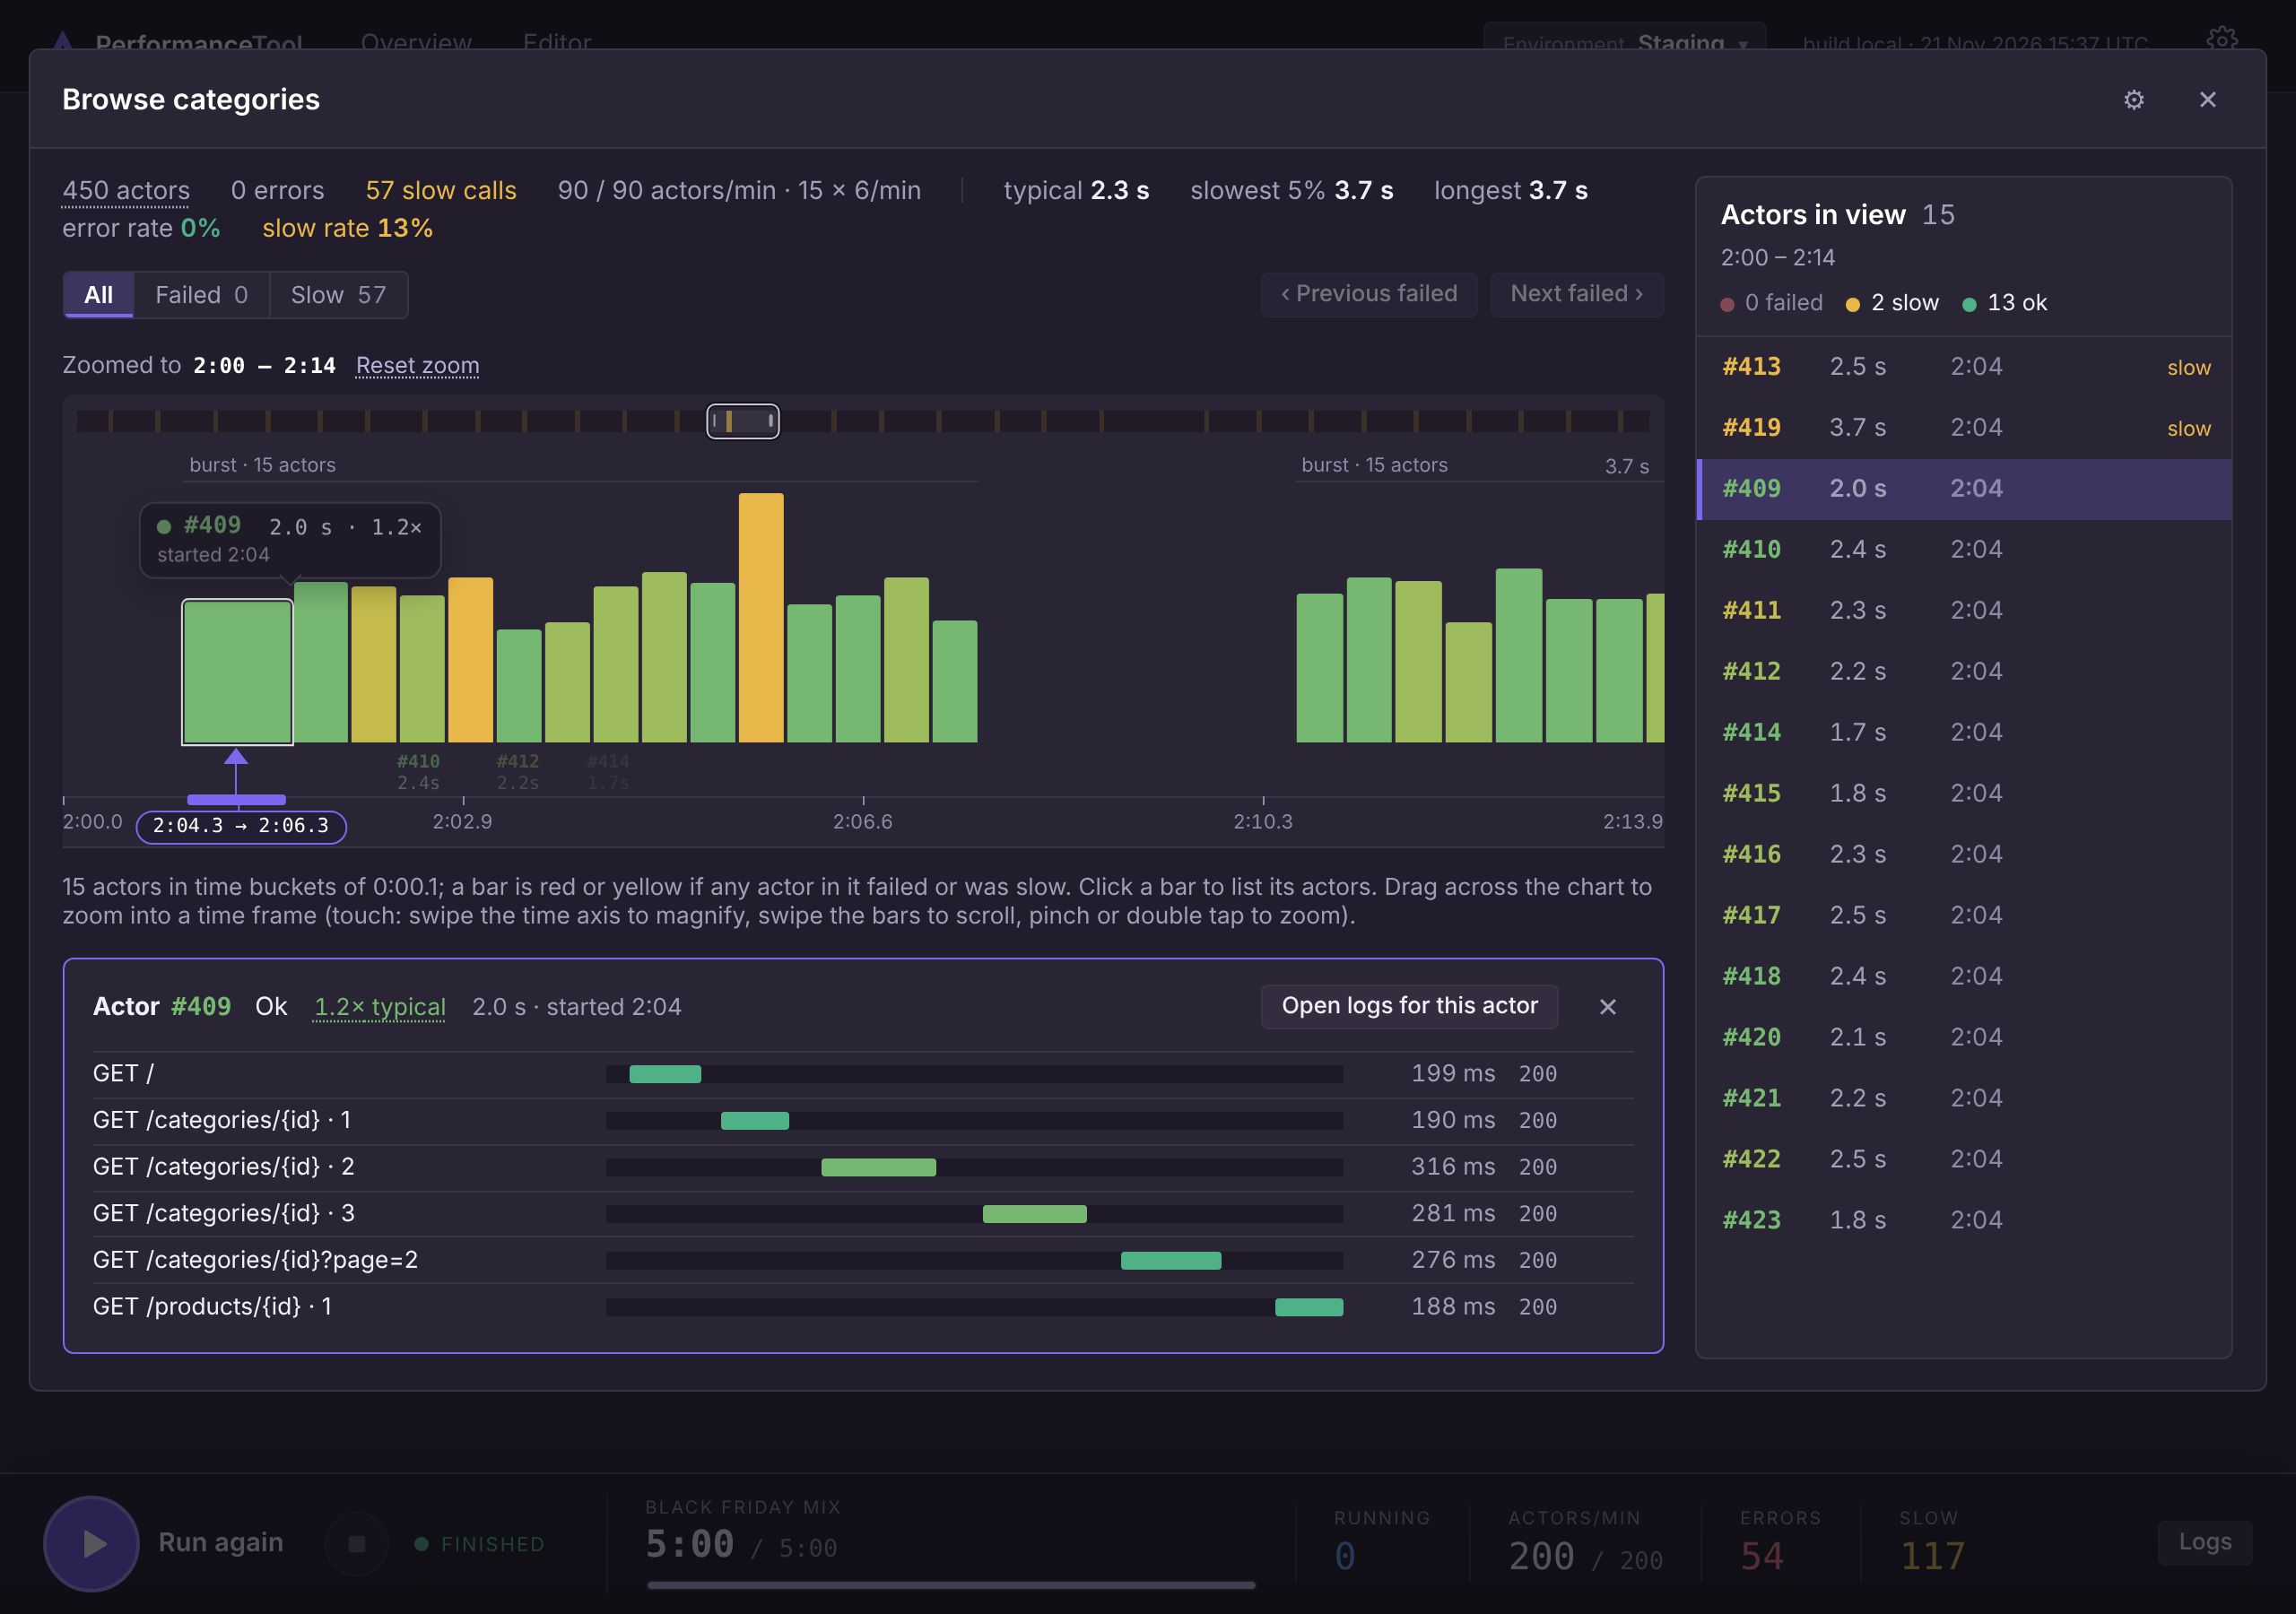 PerformanceTool Overview Editor Environment Staging ▾ build local · 21 Nov 2026 15:37 UTC
Browse categories
450 actors 0 errors 57 slow calls 90 / 90 actors/min · 15 × 6/min typical 2.3 s slowest 5% 3.7 s longest 3.7 s
error rate 0% slow rate 13%
All Failed 0 Slow 57 ‹ Previous failed Next failed ›
Zoomed to 2:00 – 2:14 Reset zoom
burst · 15 actors burst · 15 actors 3.7 s
#409 2.0 s · 1.2×
started 2:04
#410 #412 #414
2.4s 2.2s 1.7s
2:00.0 2:04.3 → 2:06.3 2:02.9 2:06.6 2:10.3 2:13.9
15 actors in time buckets of 0:00.1; a bar is red or yellow if any actor in it failed or was slow. Click a bar to list its actors. Drag across the chart to
zoom into a time frame (touch: swipe the time axis to magnify, swipe the bars to scroll, pinch or double tap to zoom).
Actor #409 Ok 1.2× typical 2.0 s · started 2:04 Open logs for this actor
GET / 199 ms 200
GET /categories/{id} · 1 190 ms 200
GET /categories/{id} · 2 316 ms 200
GET /categories/{id} · 3 281 ms 200
GET /categories/{id}?page=2 276 ms 200
GET /products/{id} · 1 188 ms 200
Actors in view 15
2:00 – 2:14
0 failed 2 slow 13 ok
#413 2.5 s 2:04 slow
#419 3.7 s 2:04 slow
#409 2.0 s 2:04
#410 2.4 s 2:04
#411 2.3 s 2:04
#412 2.2 s 2:04
#414 1.7 s 2:04
#415 1.8 s 2:04
#416 2.3 s 2:04
#417 2.5 s 2:04
#418 2.4 s 2:04
#420 2.1 s 2:04
#421 2.2 s 2:04
#422 2.5 s 2:04
#423 1.8 s 2:04
Run again FINISHED
BLACK FRIDAY MIX
5:00 / 5:00
RUNNING ACTORS/MIN ERRORS SLOW
0 200 / 200 54 117
Logs